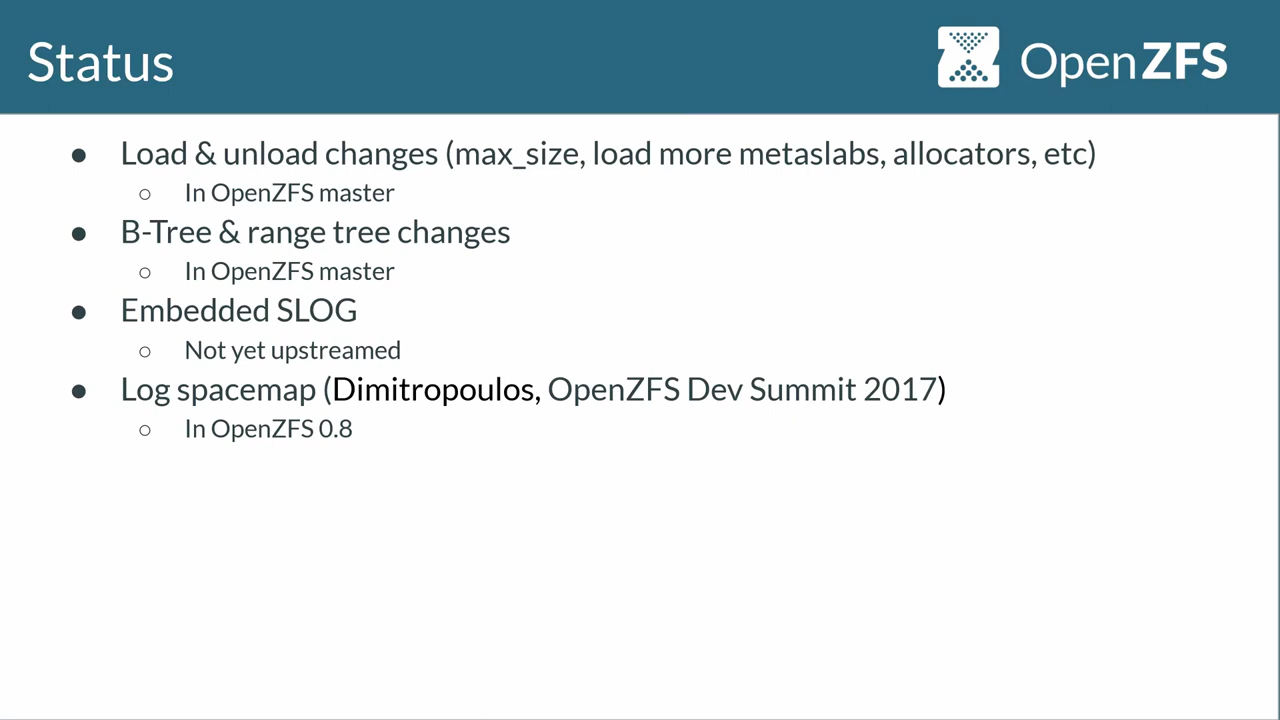 Status
OpenZFS
● Load & unload changes (max_size, load more metaslabs, allocators, etc)
○ In OpenZFS master
● B-Tree & range tree changes
○ In OpenZFS master
● Embedded SLOG
○ Not yet upstreamed
● Log spacemap (Dimitropoulos, OpenZFS Dev Summit 2017)
○ In OpenZFS 0.8